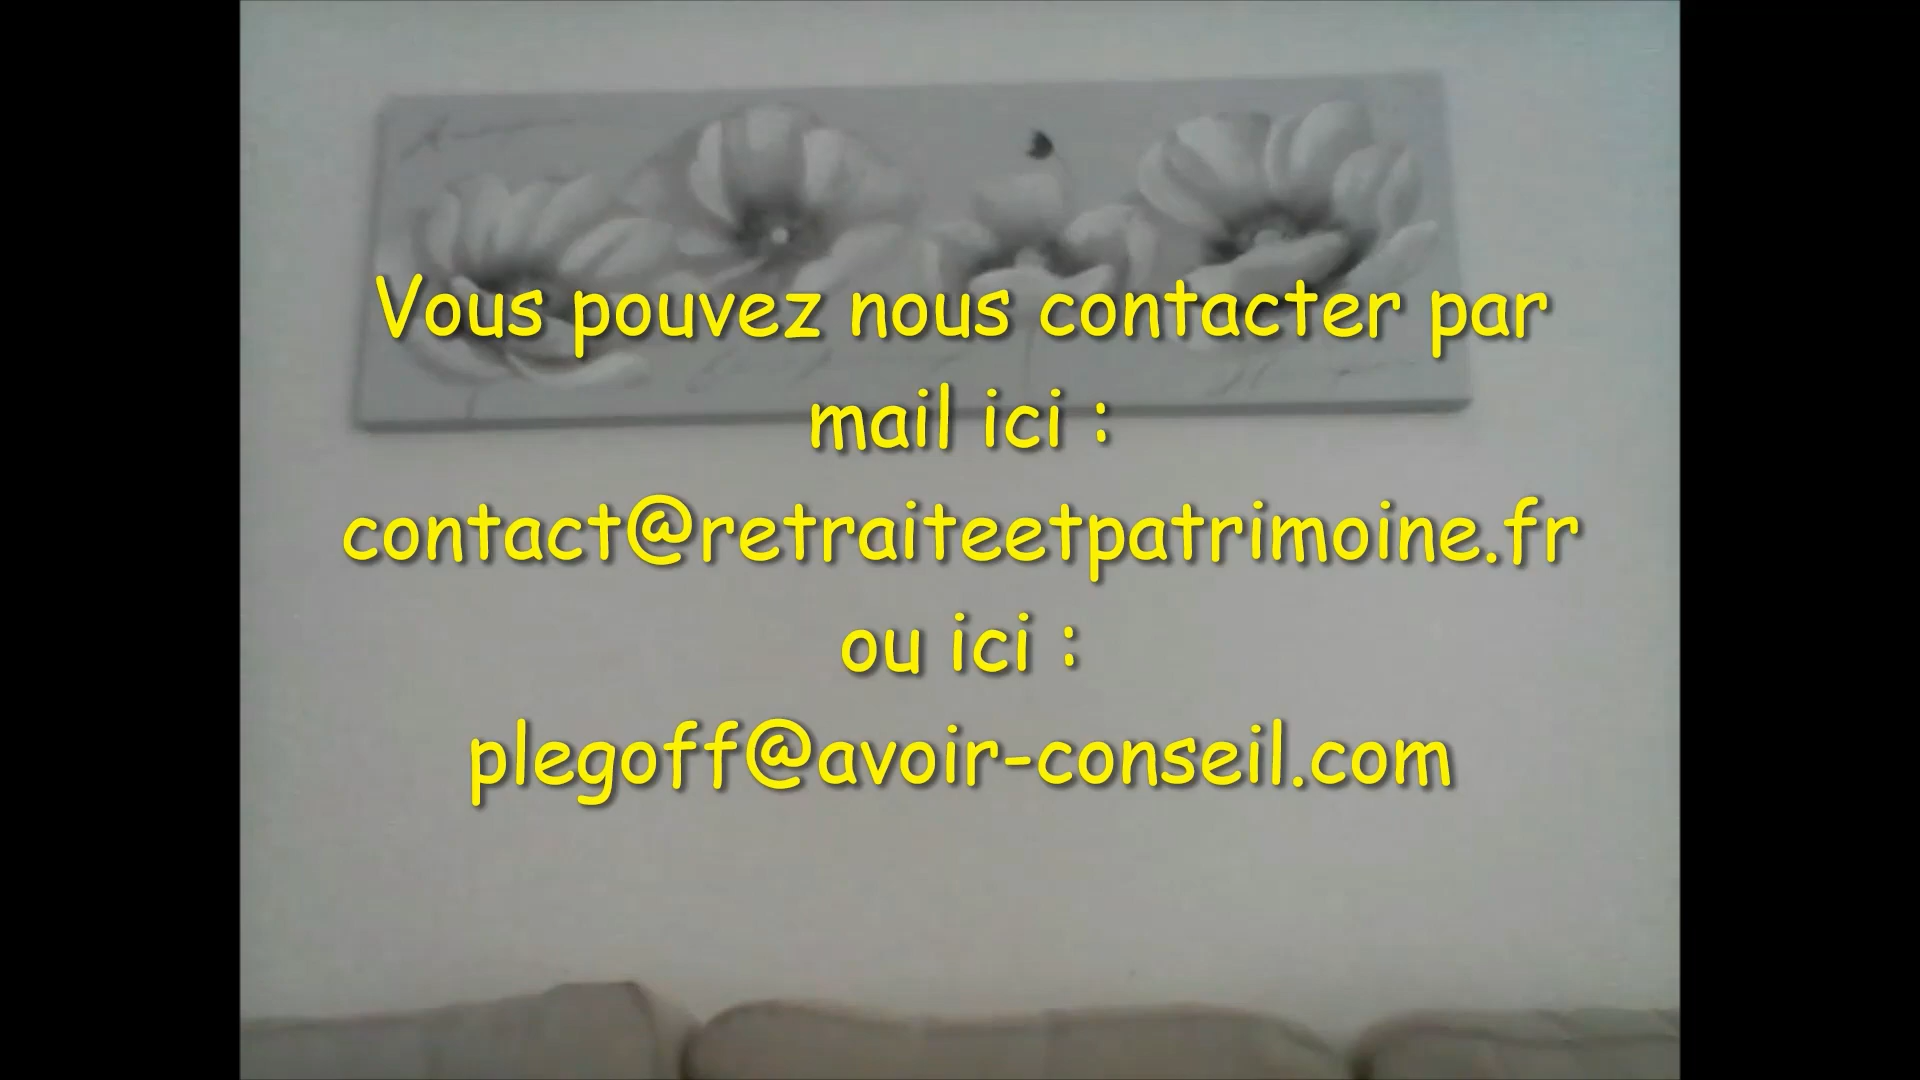 Vous pouvez nous contacter par
mail ici :
contact@retraiteetpatrimoine.fr
ou ici :
plegoff@avoir-conseil.com